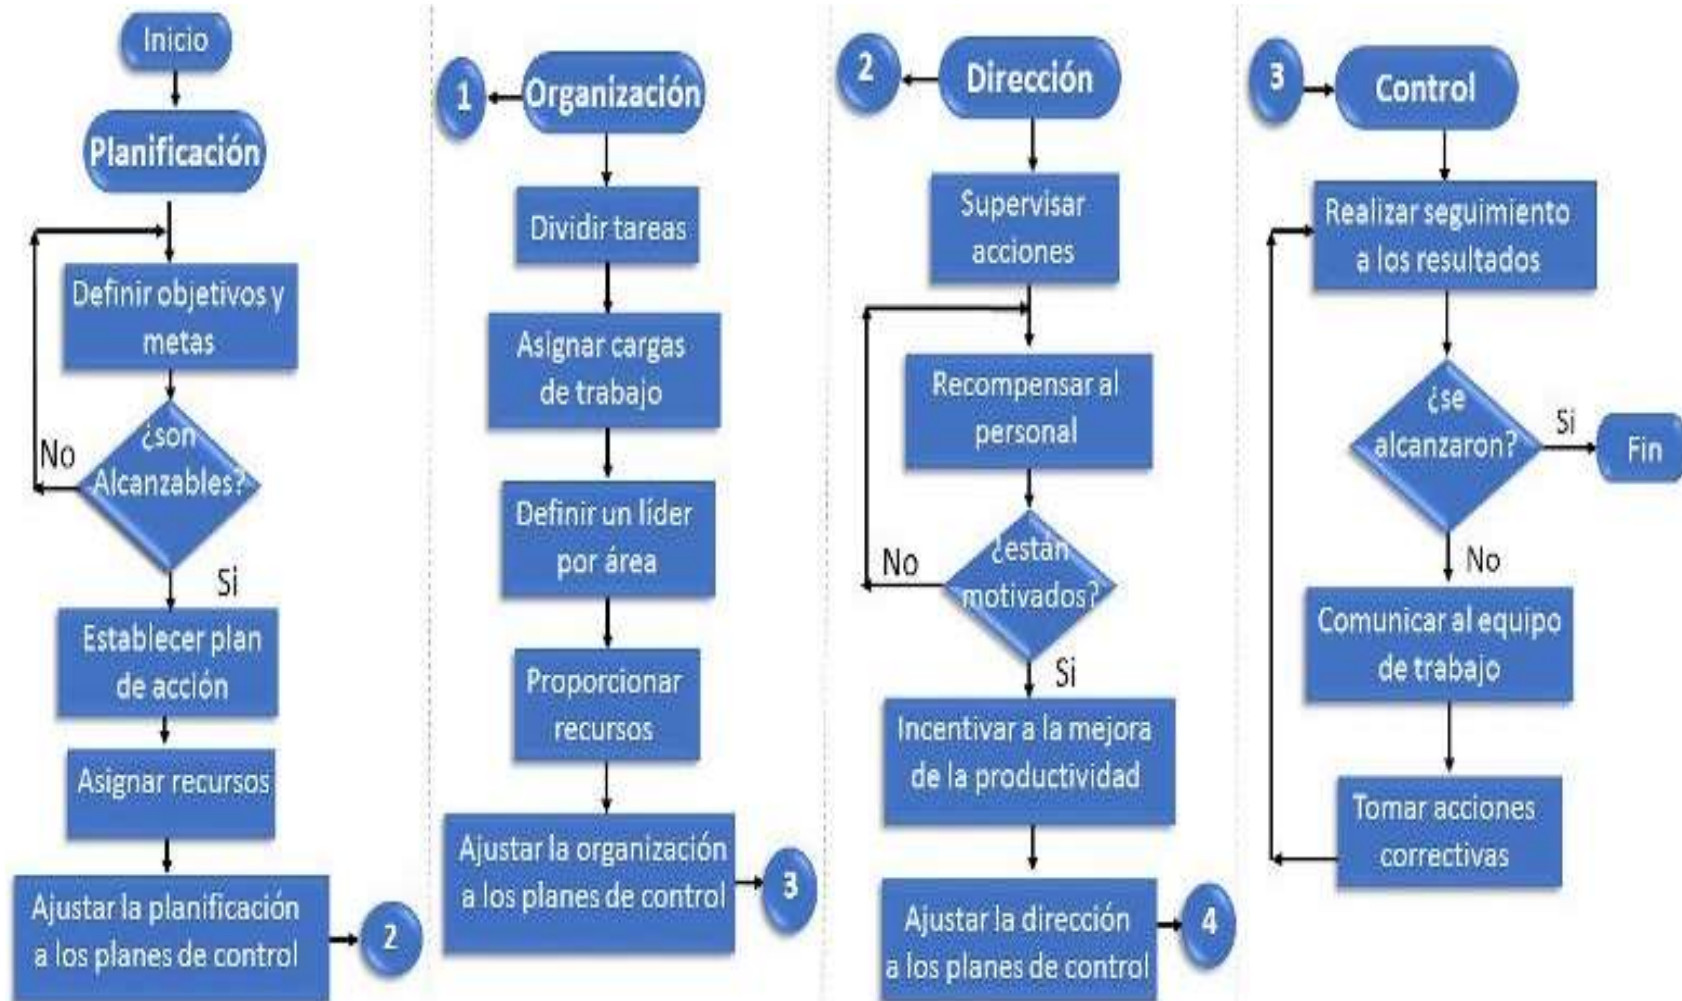 Inicio
Planificación
Definir objetivos y
metas
¿son
Alcanzables?
No
Si
Establecer plan
de acción
Asignar recursos
Ajustar la planificación
a los planes de control
2
1
Organización
Dividir tareas
Asignar cargas
de trabajo
Definir un líder
por área
Proporcionar
recursos
Ajustar la organización
a los planes de control
3
2
Dirección
Supervisar
acciones
Recompensar al
personal
¿están
motivados?
No
Si
Incentivar a la mejora
de la productividad
Ajustar la dirección
a los planes de control
4
3
Control
Realizar seguimiento
a los resultados
¿se
alcanzaron?
Si
Fin
No
Comunicar al equipo
de trabajo
Tomar acciones
correctivas